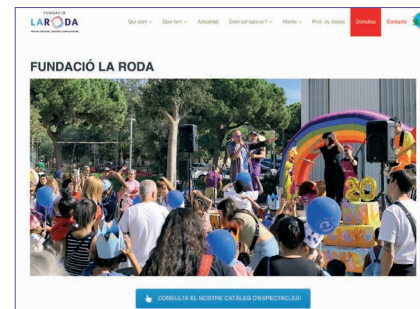 FUNDACIÓ
LARODA
Qui som
Què fem
Actualitat
Com col·labores?
Media
Prot. de dades
Donatius
Contacte
FUNDACIÓ LA RODA
20
CONSULTA EL NOSTRE CATÀLEG D'ESPECTACLES!